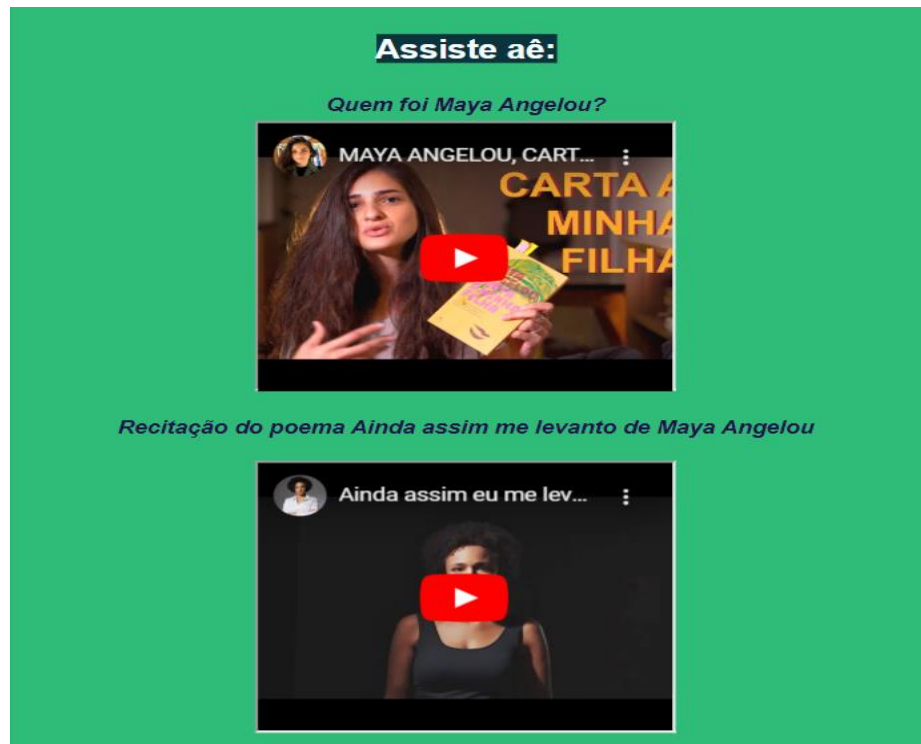 Assiste aê:
Quem foi Maya Angelou?
MAYA ANGELOU, CART...
CARTA A
MINHA
FILHA
Recitação do poema Ainda assim me levanto de Maya Angelou
Ainda assim eu me lev...